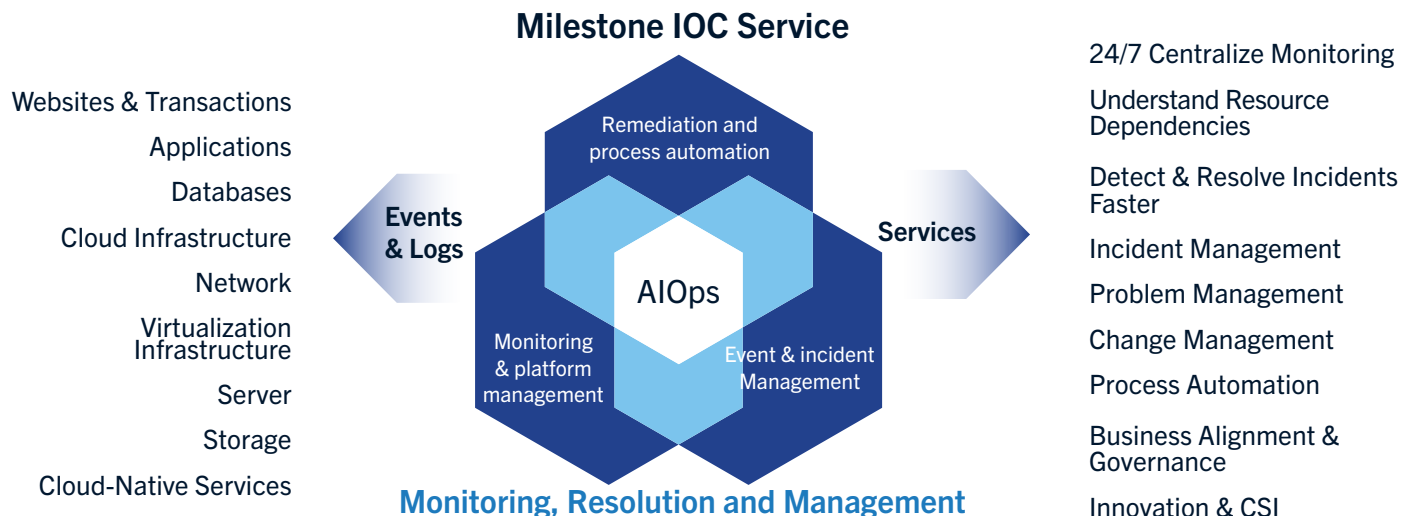 Milestone IOC Service
Websites & Transactions
Applications
Databases
Cloud Infrastructure
Network
Virtualization
Infrastructure
Server
Storage
Cloud-Native Services
Events
& Logs
Remediation and
process automation
AIOps
Monitoring
& platform
management
Event & incident
Management
Services
24/7 Centralize Monitoring
Understand Resource
Dependencies
Detect & Resolve Incidents
Faster
Incident Management
Problem Management
Change Management
Process Automation
Business Alignment &
Governance
Innovation & CSI
Monitoring, Resolution and Management